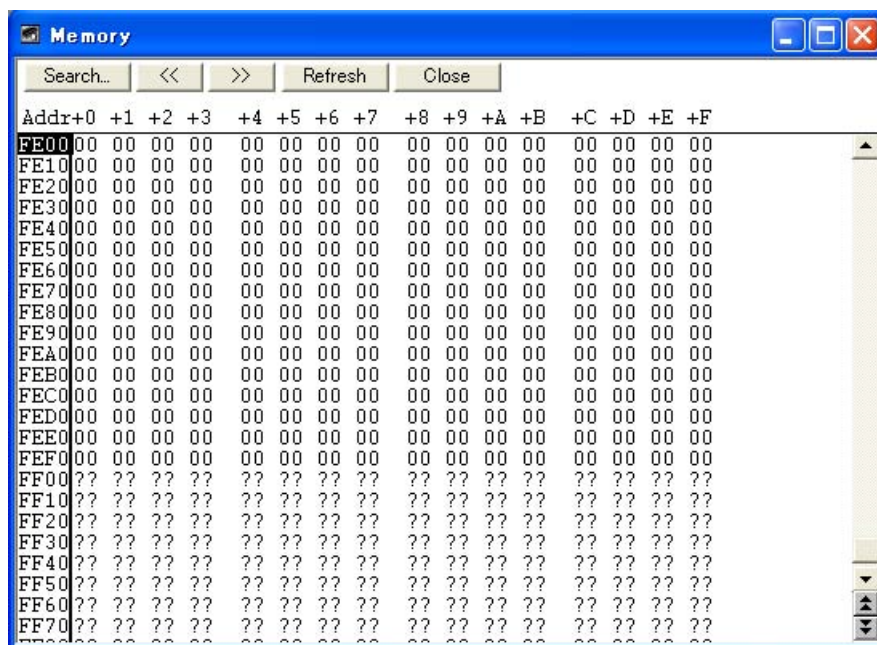 Memory
Search... << >> Refresh Close
Addr+0 +1 +2 +3 +4 +5 +6 +7 +8 +9 +A +B +C +D +E +F
FE00 00 00 00 00 00 00 00 00 00 00 00 00 00 00 00 00
FE10 00 00 00 00 00 00 00 00 00 00 00 00 00 00 00 00
FE20 00 00 00 00 00 00 00 00 00 00 00 00 00 00 00 00
FE30 00 00 00 00 00 00 00 00 00 00 00 00 00 00 00 00
FE40 00 00 00 00 00 00 00 00 00 00 00 00 00 00 00 00
FE50 00 00 00 00 00 00 00 00 00 00 00 00 00 00 00 00
FE60 00 00 00 00 00 00 00 00 00 00 00 00 00 00 00 00
FE70 00 00 00 00 00 00 00 00 00 00 00 00 00 00 00 00
FE80 00 00 00 00 00 00 00 00 00 00 00 00 00 00 00 00
FE90 00 00 00 00 00 00 00 00 00 00 00 00 00 00 00 00
FEA0 00 00 00 00 00 00 00 00 00 00 00 00 00 00 00 00
FEB0 00 00 00 00 00 00 00 00 00 00 00 00 00 00 00 00
FEC0 00 00 00 00 00 00 00 00 00 00 00 00 00 00 00 00
FED0 00 00 00 00 00 00 00 00 00 00 00 00 00 00 00 00
FEE0 00 00 00 00 00 00 00 00 00 00 00 00 00 00 00 00
FEF0 00 00 00 00 00 00 00 00 00 00 00 00 00 00 00 00
FF00 ?? ?? ?? ?? ?? ?? ?? ?? ?? ?? ?? ?? ?? ?? ?? ??
FF10 ?? ?? ?? ?? ?? ?? ?? ?? ?? ?? ?? ?? ?? ?? ?? ??
FF20 ?? ?? ?? ?? ?? ?? ?? ?? ?? ?? ?? ?? ?? ?? ?? ??
FF30 ?? ?? ?? ?? ?? ?? ?? ?? ?? ?? ?? ?? ?? ?? ?? ??
FF40 ?? ?? ?? ?? ?? ?? ?? ?? ?? ?? ?? ?? ?? ?? ?? ??
FF50 ?? ?? ?? ?? ?? ?? ?? ?? ?? ?? ?? ?? ?? ?? ?? ??
FF60 ?? ?? ?? ?? ?? ?? ?? ?? ?? ?? ?? ?? ?? ?? ?? ??
FF70 ?? ?? ?? ?? ?? ?? ?? ?? ?? ?? ?? ?? ?? ?? ?? ??